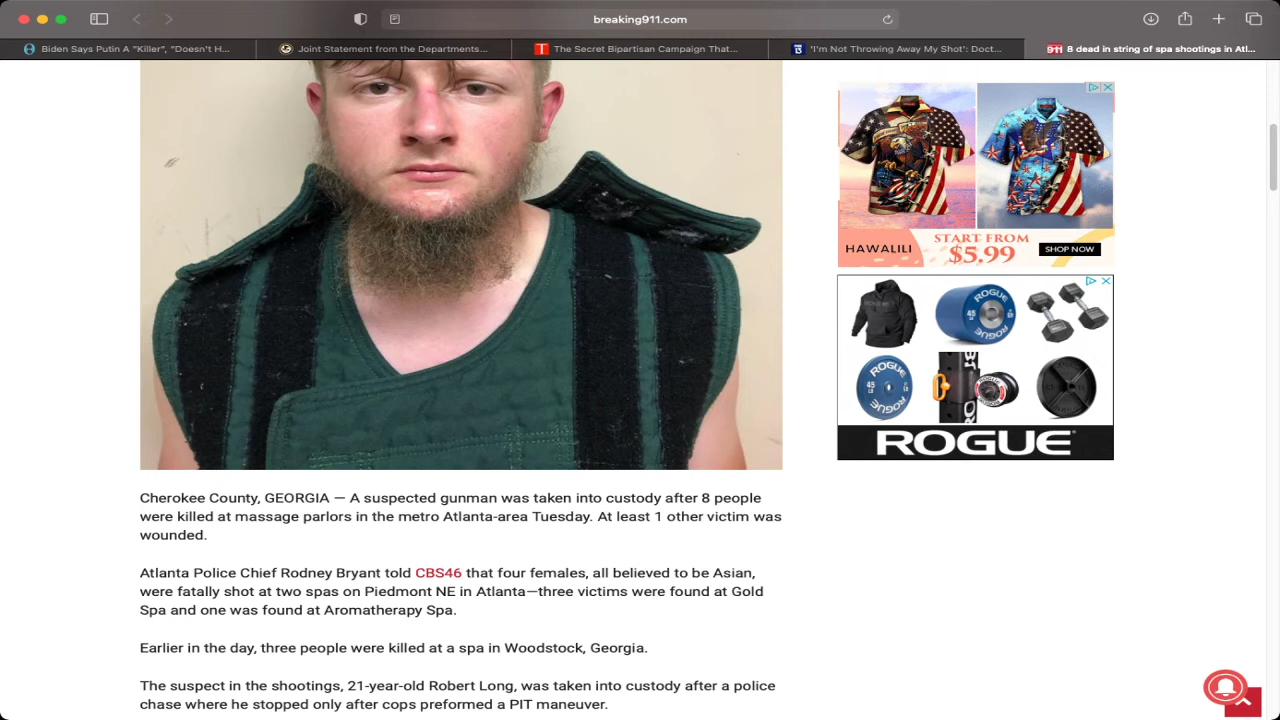 breaking911.com
Biden Says Putin A “Killer”, “Doesn't H...
Joint Statement from the Departments...
The Secret Bipartisan Campaign That...
'I'm Not Throwing Away My Shot': Doct...
911 8 dead in string of spa shootings in Atl...
HAWALILI
START FROM
$5.99
SHOP NOW
ROGUE
45
LB
ROGUE
45
LB
ROGUE
ROGUE
Cherokee County, GEORGIA — A suspected gunman was taken into custody after 8 people
were killed at massage parlors in the metro Atlanta-area Tuesday. At least 1 other victim was
wounded.
Atlanta Police Chief Rodney Bryant told CBS46 that four females, all believed to be Asian,
were fatally shot at two spas on Piedmont NE in Atlanta—three victims were found at Gold
Spa and one was found at Aromatherapy Spa.
Earlier in the day, three people were killed at a spa in Woodstock, Georgia.
The suspect in the shootings, 21-year-old Robert Long, was taken into custody after a police
chase where he stopped only after cops preformed a PIT maneuver.